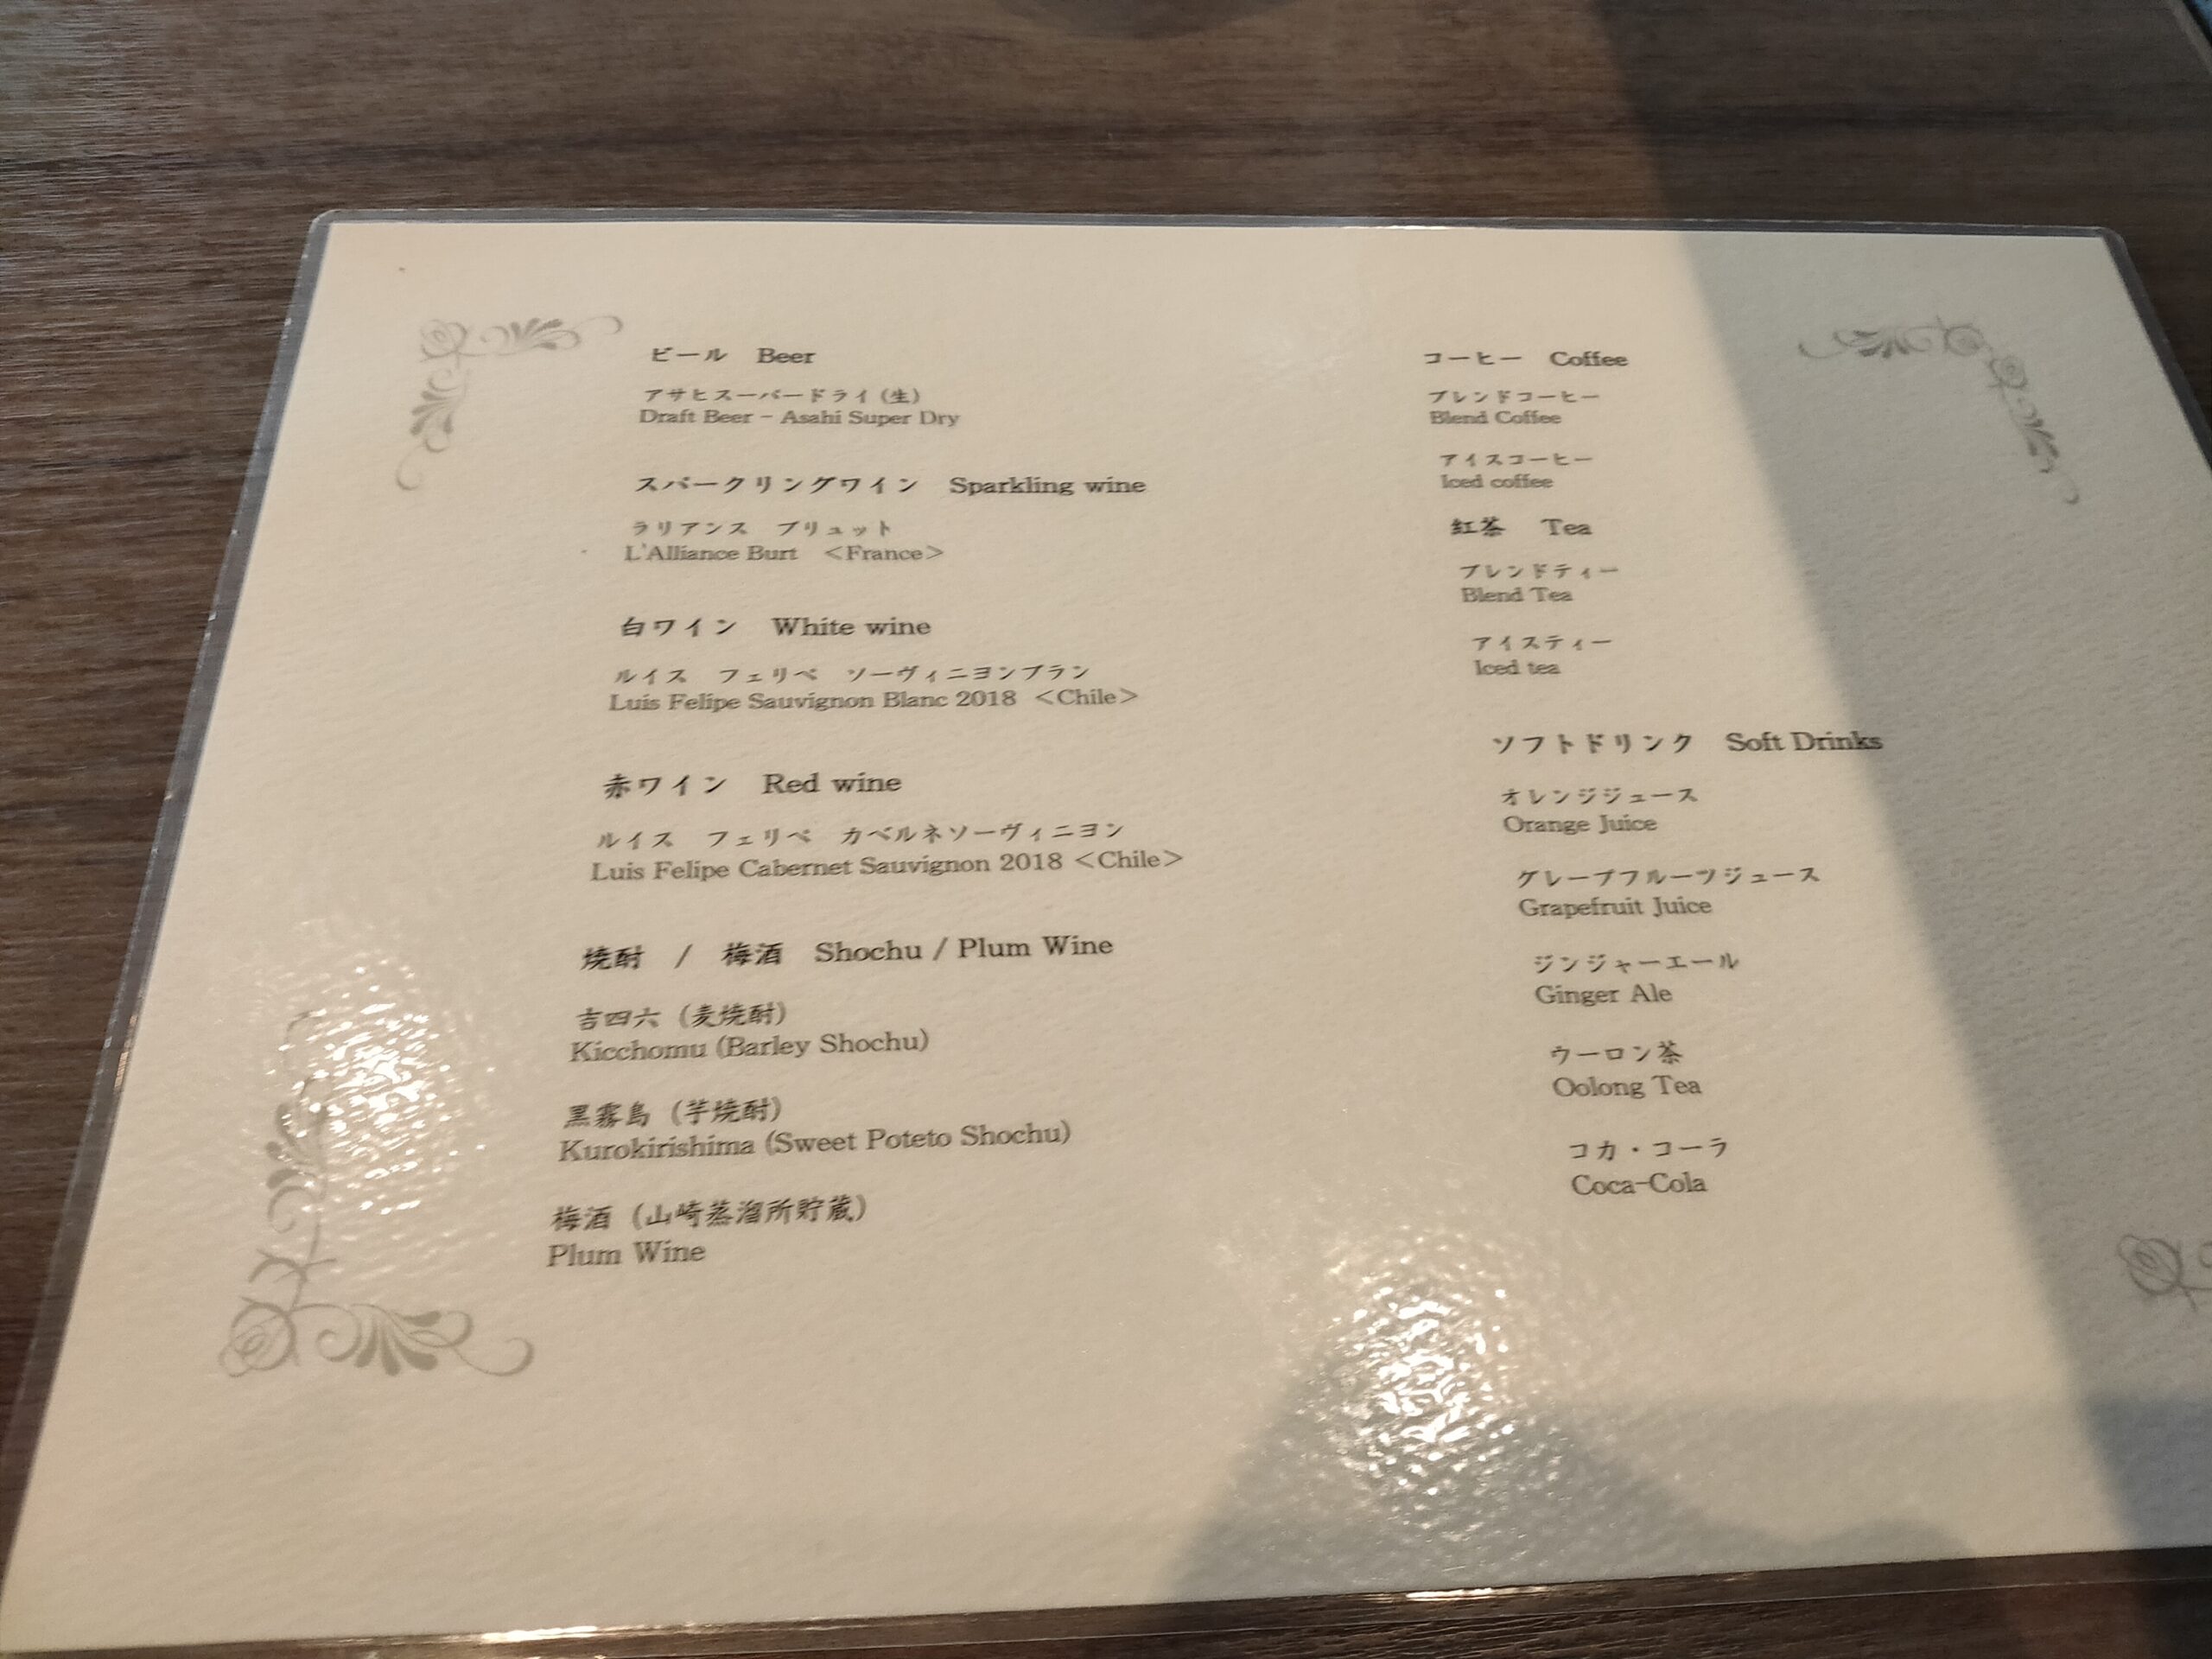 ビール Beer
アサヒスーパードライ(生)
Draft Beer - Asahi Super Dry
スパークリングワイン Sparkling wine
ラリアンス ブリュット
L'Alliance Burt <France>
白ワイン White wine
ルイス フェリペ ソーヴィニヨンブラン
Luis Felipe Sauvignon Blanc 2018 <Chile>
赤ワイン Red wine
ルイス フェリペ カベルネソーヴィニヨン
Luis Felipe Cabernet Sauvignon 2018 <Chile>
焼酎 / 梅酒 Shochu / Plum Wine
吉四六 (麦焼酎)
Kicchomu (Barley Shochu)
黒霧島 (芋焼酎)
Kurokirishima (Sweet Poteto Shochu)
梅酒 (山崎蒸溜所貯蔵)
Plum Wine
コーヒー Coffee
ブレンドコーヒー
Blend Coffee
アイスコーヒー
Iced coffee
紅茶 Tea
ブレンドティー
Blend Tea
アイスティー
Iced tea
ソフトドリンク Soft Drinks
オレンジジュース
Orange Juice
グレープフルーツジュース
Grapefruit Juice
ジンジャーエール
Ginger Ale
ウーロン茶
Oolong Tea
コカ・コーラ
Coca-Cola